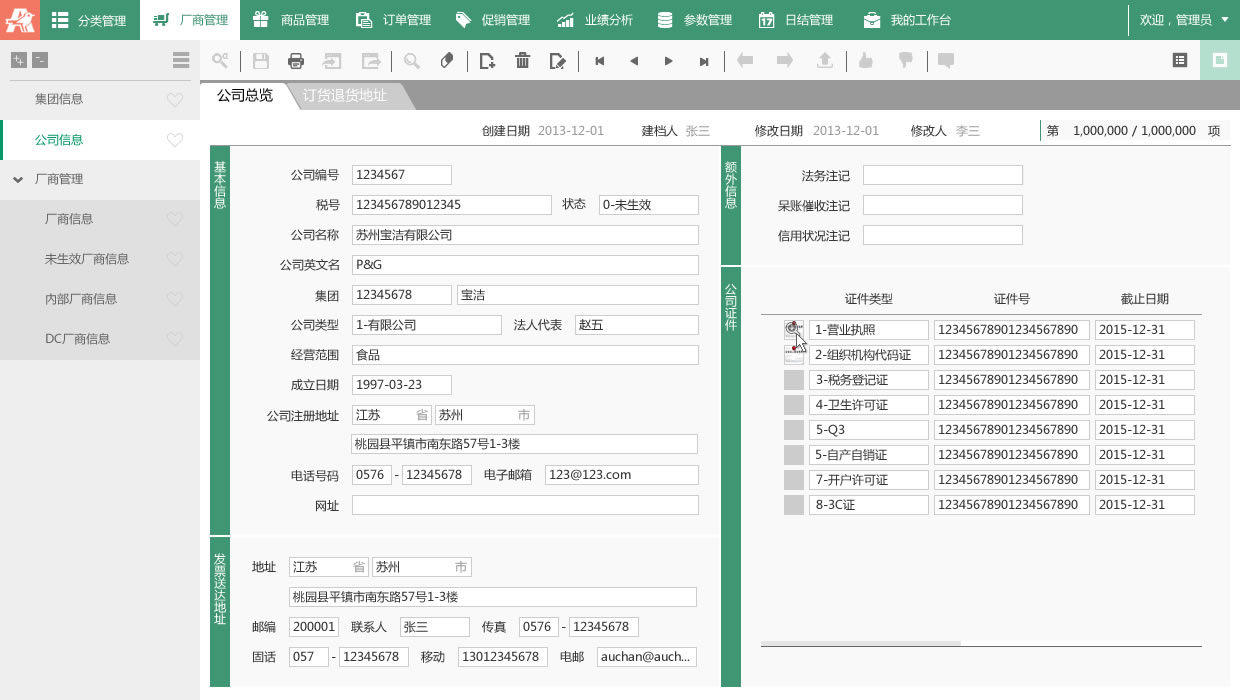 分类管理 厂商管理 商品管理 订单管理 促销管理 业绩分析 参数管理 日结管理 我的工作台 欢迎，管理员
集团信息
公司信息
厂商管理
厂商信息
未生效厂商信息
内部厂商信息
DC厂商信息
公司总览 订货退货地址
创建日期 2013-12-01 建档人 张三 修改日期 2013-12-01 修改人 李三 第 1,000,000 / 1,000,000 项
基本信息
公司编号 1234567
税号 123456789012345 状态 0-未生效
公司名称 苏州宝洁有限公司
公司英文名 P&G
集团 12345678 宝洁
公司类型 1-有限公司 法人代表 赵五
经营范围 食品
成立日期 1997-03-23
公司注册地址 江苏 省 苏州 市
桃园县平镇市南东路57号1-3楼
电话号码 0576 - 12345678 电子邮箱 123@123.com
网址
发票送达地址
地址 江苏 省 苏州 市
桃园县平镇市南东路57号1-3楼
邮编 200001 联系人 张三 传真 0576 - 12345678
固话 057 - 12345678 移动 13012345678 电邮 auchan@auch...
额外信息
法务注记
呆账催收注记
信用状况注记
公司证件
证件类型 证件号 截止日期
1-营业执照 12345678901234567890 2015-12-31
2-组织机构代码证 12345678901234567890 2015-12-31
3-税务登记证 12345678901234567890 2015-12-31
4-卫生许可证 12345678901234567890 2015-12-31
5-Q3 12345678901234567890 2015-12-31
5-自产自销证 12345678901234567890 2015-12-31
7-开户许可证 12345678901234567890 2015-12-31
8-3C证 12345678901234567890 2015-12-31